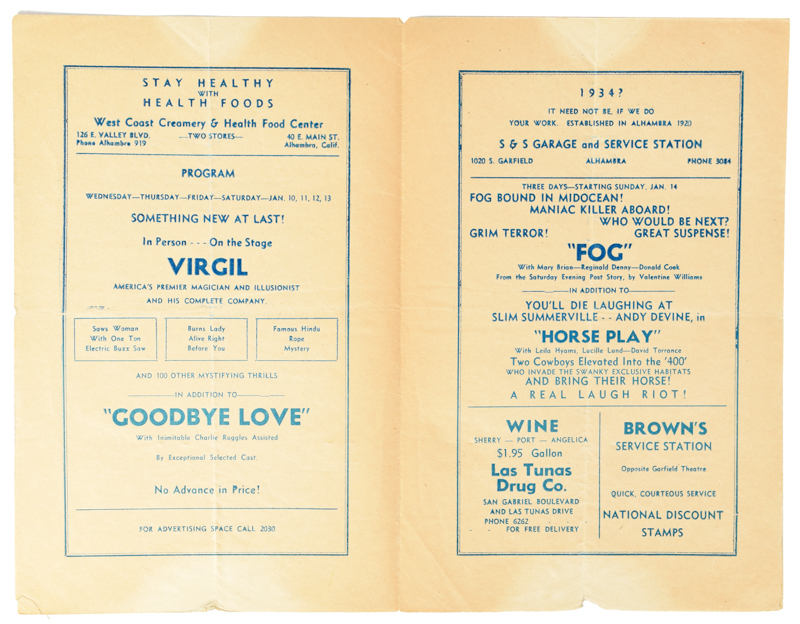 STAY HEALTHY
WITH
HEALTH FOODS
West Coast Creamery & Health Food Center
126 E. VALLEY BLVD. ----TWO STORES--- 40 E. MAIN ST.
Phone Alhambra 919 Alhambra, Calif.
PROGRAM
WEDNESDAY—THURSDAY—FRIDAY—SATURDAY—JAN. 10, 11, 12, 13
SOMETHING NEW AT LAST!
In Person - - - On the Stage
VIRGIL
AMERICA'S PREMIER MAGICIAN AND ILLUSIONIST
AND HIS COMPLETE COMPANY.
Saws Woman
With One Ton
Electric Buzz Saw
Burns Lady
Alive Right
Before You
Famous Hindu
Rope
Mystery
AND 100 OTHER MYSTIFYING THRILLS
IN ADDITION TO
"GOODBYE LOVE"
With Inimitable Charlie Ruggles Assisted
By Exceptional Selected Cast.
No Advance in Price!
FOR ADVERTISING SPACE CALL 2030
1934?
IT NEED NOT BE, IF WE DO
YOUR WORK. ESTABLISHED IN ALHAMBRA 1920
S & S GARAGE and SERVICE STATION
1020 S. GARFIELD ALHAMBRA PHONE 3084
THREE DAYS—STARTING SUNDAY, JAN. 14
FOG BOUND IN MIDOCEAN!
MANIAC KILLER ABOARD!
WHO WOULD BE NEXT?
GRIM TERROR! GREAT SUSPENSE!
"FOG"
With Mary Brian—Reginald Denny—Donald Cook
From the Saturday Evening Post Story, by Valentine Williams
IN ADDITION TO
YOU'LL DIE LAUGHING AT
SLIM SUMMERVILLE - - ANDY DEVINE, in
"HORSE PLAY"
With Leila Hyams, Lucille Lund—David Torrance
Two Cowboys Elevated Into the '400'
WHO INVADE THE SWANKY EXCLUSIVE HABITATS
AND BRING THEIR HORSE!
A REAL LAUGH RIOT!
WINE
SHERRY — PORT — ANGELICA
$1.95 Gallon
Las Tunas
Drug Co.
SAN GABRIEL BOULEVARD
AND LAS TUNAS DRIVE
PHONE 6262
FOR FREE DELIVERY
BROWN'S
SERVICE STATION
Opposite Garfield Theatre
QUICK, COURTEOUS SERVICE
NATIONAL DISCOUNT
STAMPS